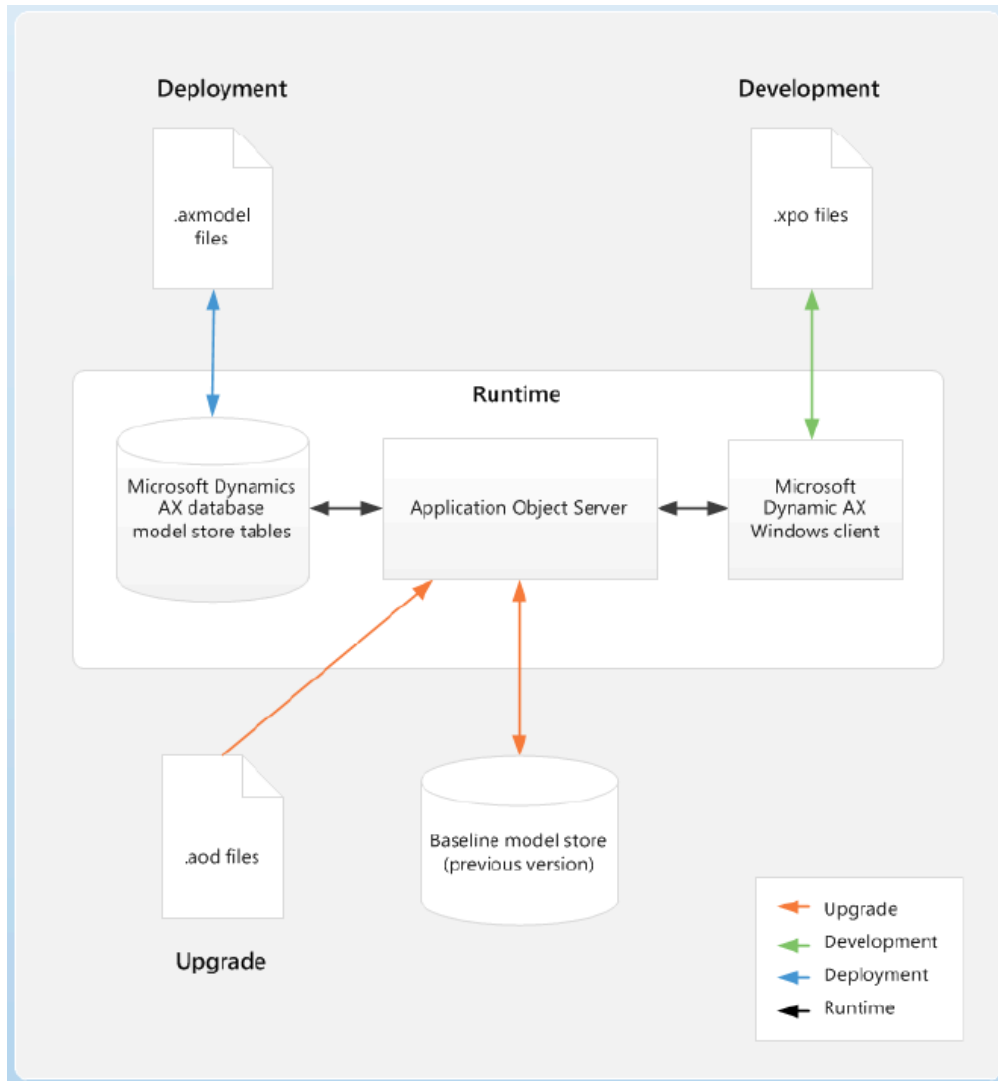 Deployment
Development
.axmodel
files
.xpo files
Runtime
Microsoft Dynamics
AX database
model store tables
Application Object Server
Microsoft
Dynamic AX
Windows client
.aod files
Baseline model store
(previous version)
Upgrade
Upgrade
Development
Deployment
Runtime